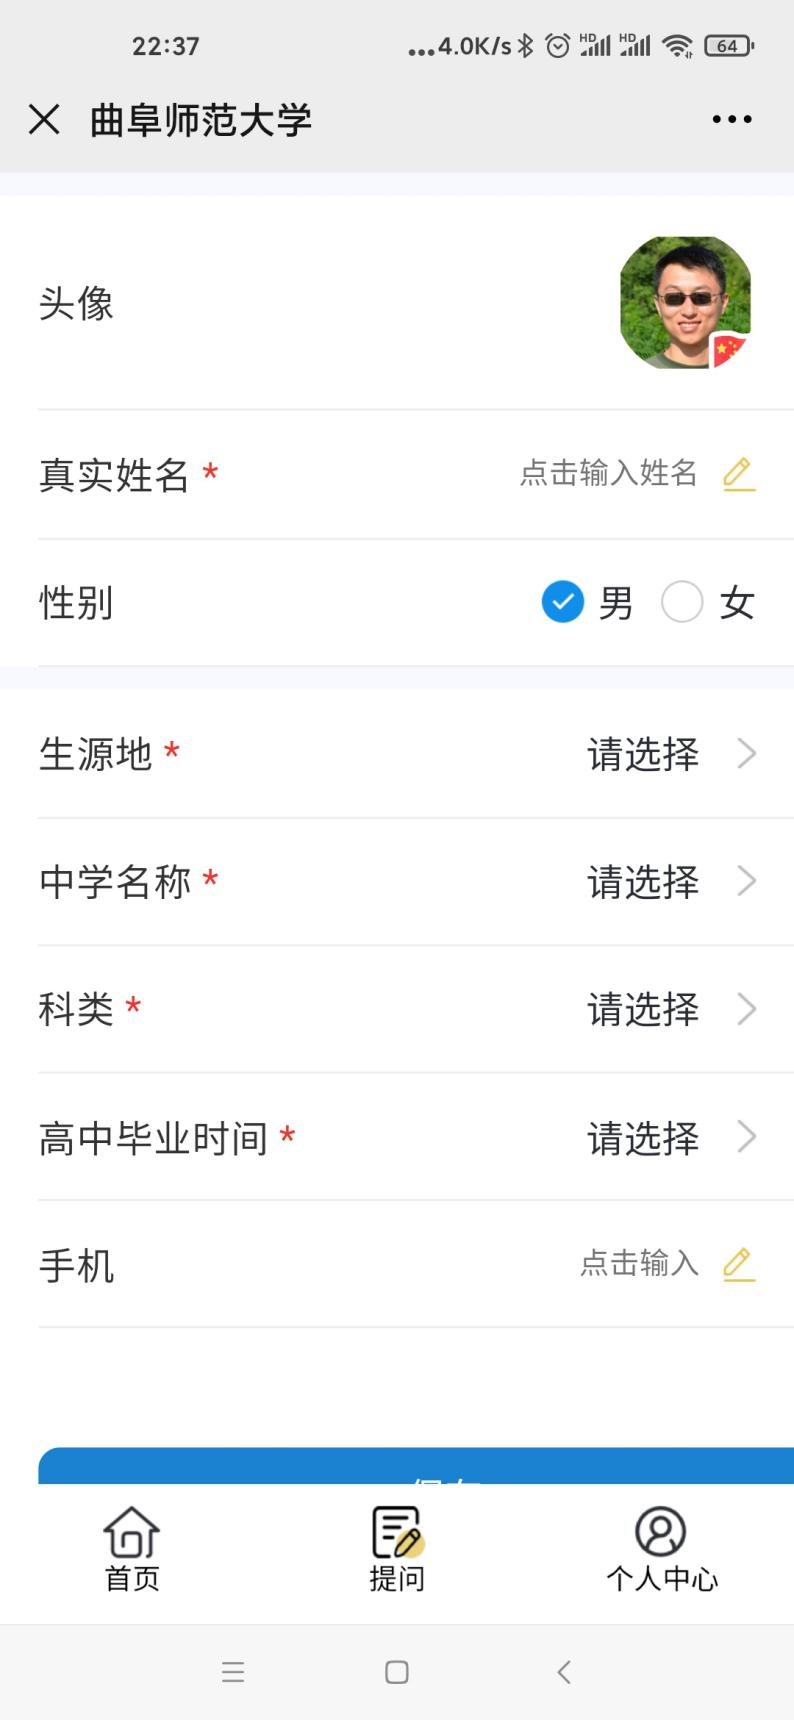 22:37
...4.0K/s HD HD 64
曲阜师范大学
头像
真实姓名 * 点击输入姓名
性别 男 女
生源地 * 请选择
中学名称 * 请选择
科类 * 请选择
高中毕业时间 * 请选择
手机 点击输入
首页 提问 个人中心